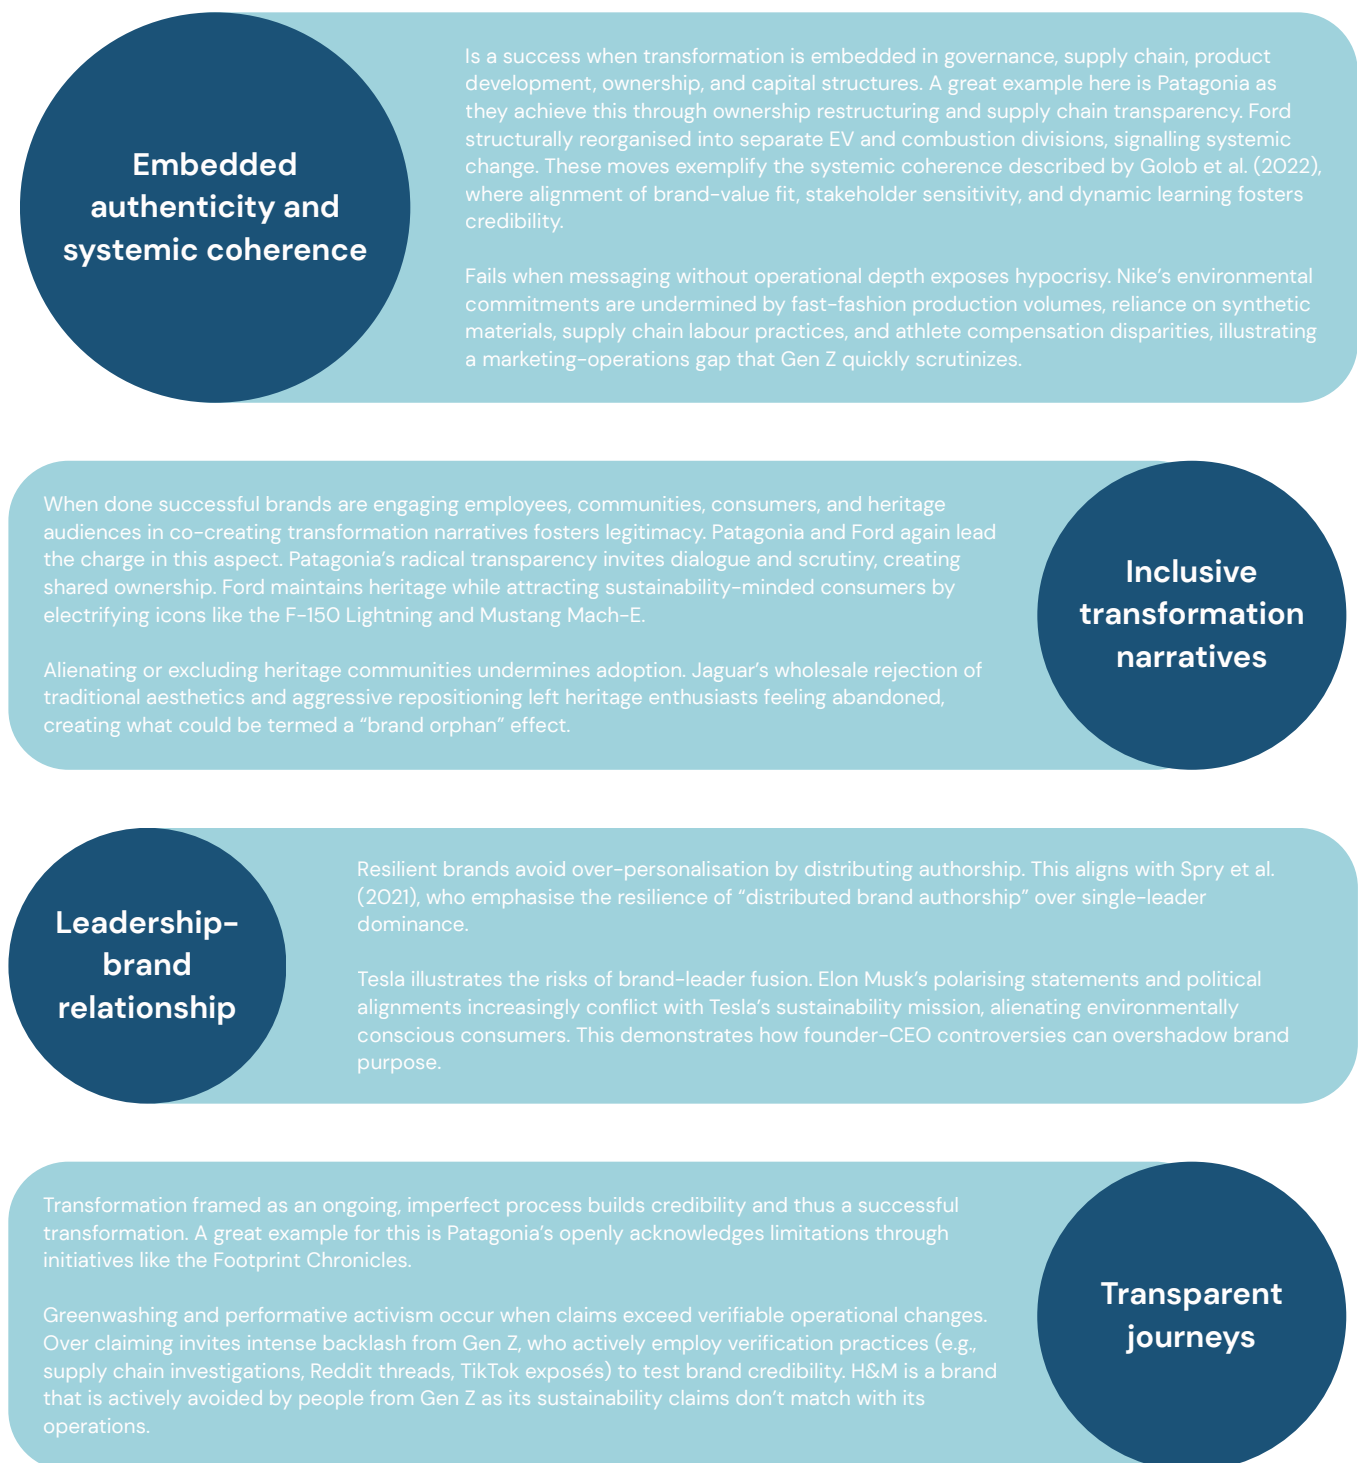 Embedded
authenticity and
systemic coherence
Is a success when transformation is embedded in governance, supply chain, product
development, ownership, and capital structures. A great example here is Patagonia as
they achieve this through ownership restructuring and supply chain transparency. Ford
structurally reorganised into separate EV and combustion divisions, signalling systemic
change. These moves exemplify the systemic coherence described by Golob et al. (2022),
where alignment of brand-value fit, stakeholder sensitivity, and dynamic learning fosters
credibility.
Fails when messaging without operational depth exposes hypocrisy. Nike's environmental
commitments are undermined by fast-fashion production volumes, reliance on synthetic
materials, supply chain labour practices, and athlete compensation disparities, illustrating
a marketing-operations gap that Gen Z quickly scrutinizes.
When done successful brands are engaging employees, communities, consumers, and heritage
audiences in co-creating transformation narratives fosters legitimacy. Patagonia and Ford again lead
the charge in this aspect. Patagonia's radical transparency invites dialogue and scrutiny, creating
shared ownership. Ford maintains heritage while attracting sustainability-minded consumers by
electrifying icons like the F-150 Lightning and Mustang Mach-E.
Alienating or excluding heritage communities undermines adoption. Jaguar's wholesale rejection of
traditional aesthetics and aggressive repositioning left heritage enthusiasts feeling abandoned,
creating what could be termed a “brand orphan” effect.
Inclusive
transformation
narratives
Leadership-
brand
relationship
Resilient brands avoid over-personalisation by distributing authorship. This aligns with Spry et al.
(2021), who emphasise the resilience of “distributed brand authorship” over single-leader
dominance.
Tesla illustrates the risks of brand-leader fusion. Elon Musk's polarising statements and political
alignments increasingly conflict with Tesla's sustainability mission, alienating environmentally
conscious consumers. This demonstrates how founder-CEO controversies can overshadow brand
purpose.
Transformation framed as an ongoing, imperfect process builds credibility and thus a successful
transformation. A great example for this is Patagonia's openly acknowledges limitations through
initiatives like the Footprint Chronicles.
Greenwashing and performative activism occur when claims exceed verifiable operational changes.
Over claiming invites intense backlash from Gen Z, who actively employ verification practices (e.g.,
supply chain investigations, Reddit threads, TikTok exposés) to test brand credibility. H&M is a brand
that is actively avoided by people from Gen Z as its sustainability claims don't match with its
operations.
Transparent
journeys